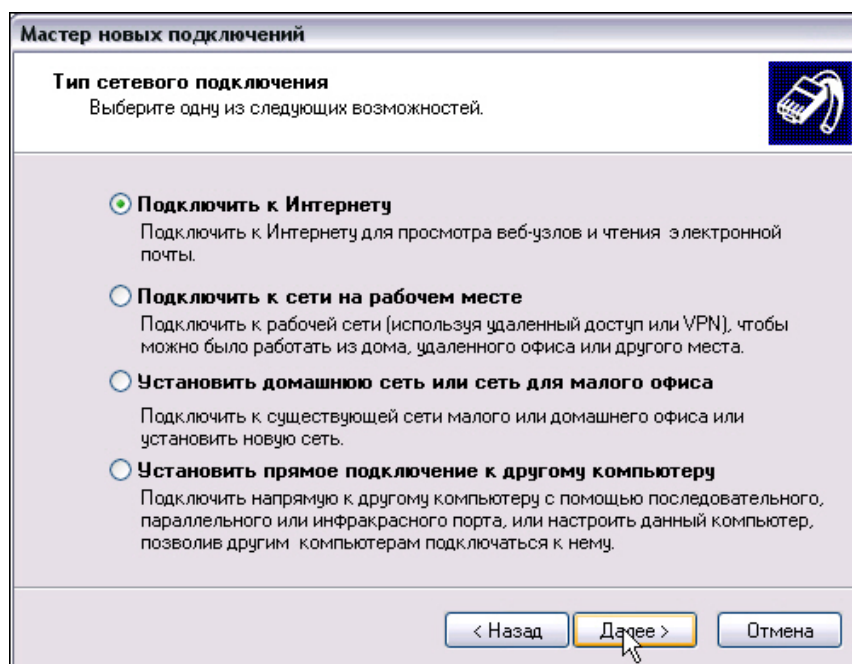 Мастер новых подключений
Тип сетевого подключения
Выберите одну из следующих возможностей.
Подключить к Интернету
Подключить к Интернету для просмотра веб-узлов и чтения электронной
почты.
Подключить к сети на рабочем месте
Подключить к рабочей сети (используя удаленный доступ или VPN), чтобы
можно было работать из дома, удаленного офиса или другого места.
Установить домашнюю сеть или сеть для малого офиса
Подключить к существующей сети малого или домашнего офиса или
установить новую сеть.
Установить прямое подключение к другому компьютеру
Подключить напрямую к другому компьютеру с помощью последовательного,
параллельного или инфракрасного порта, или настроить данный компьютер,
позволив другим компьютерам подключаться к нему.
< Назад Далее > Отмена